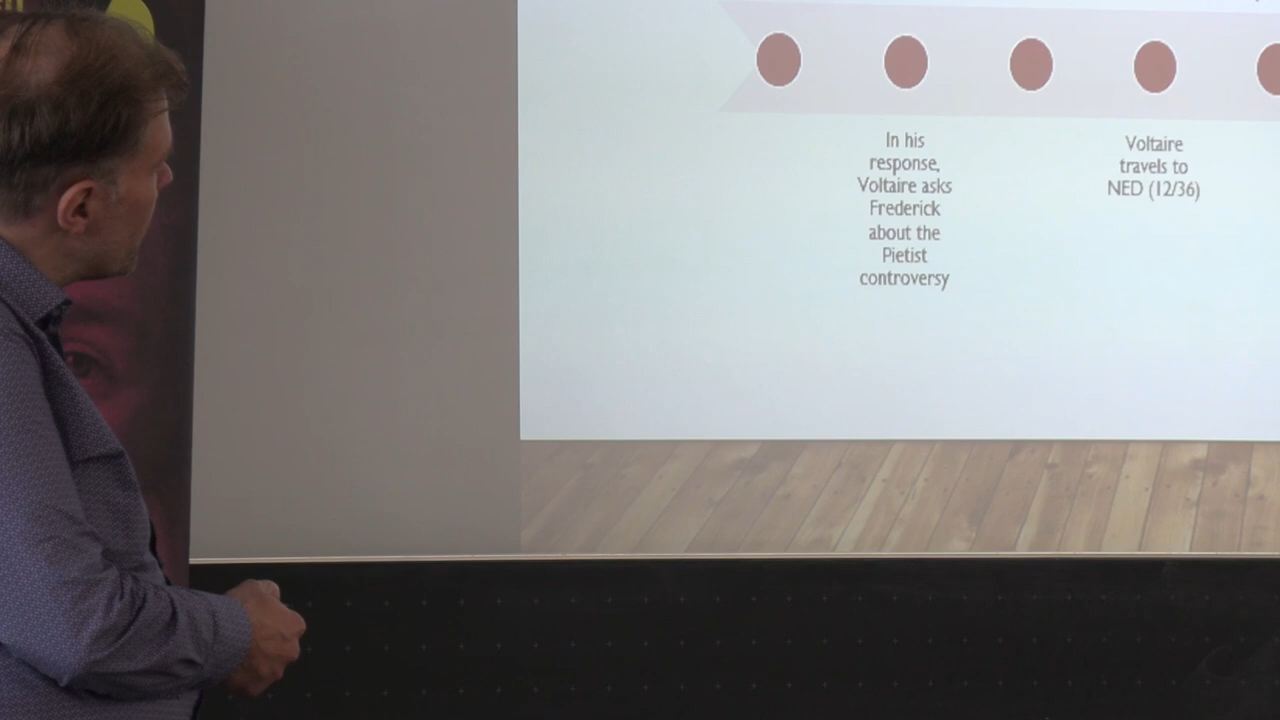 In his
response,
Voltaire asks
Frederick
about the
Pietist
controversy
Voltaire
travels to
NED (12/36)